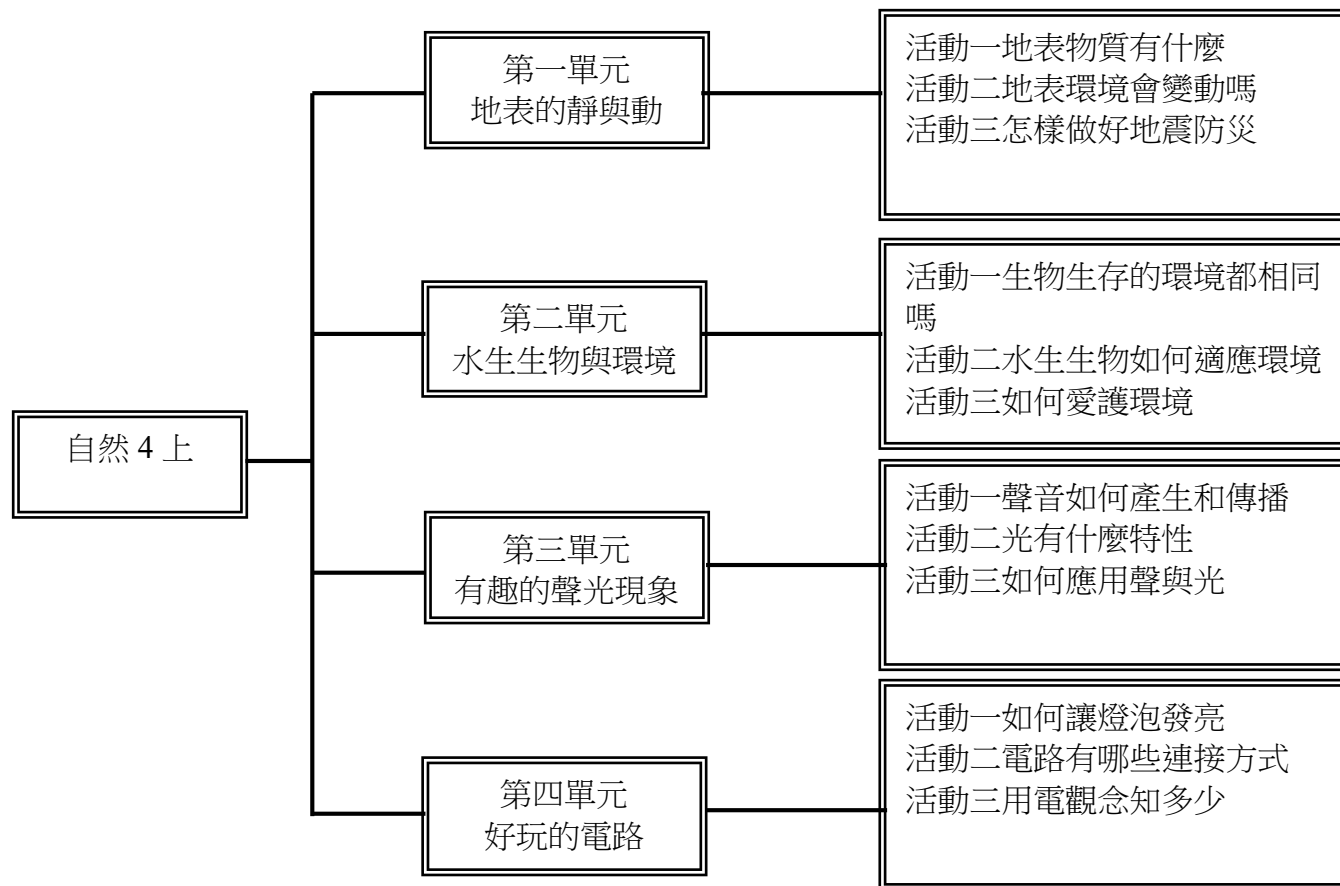 第一單元
地表的靜與動
活動一地表物質有什麼
活動二地表環境會變動嗎
活動三怎樣做好地震防災
第二單元
水生生物與環境
活動一生物生存的環境都相同
嗎
活動二水生生物如何適應環境
活動三如何愛護環境
自然 4 上
第三單元
有趣的聲光現象
活動一聲音如何產生和傳播
活動二光有什麼特性
活動三如何應用聲與光
第四單元
好玩的電路
活動一如何讓燈泡發亮
活動二電路有哪些連接方式
活動三用電觀念知多少